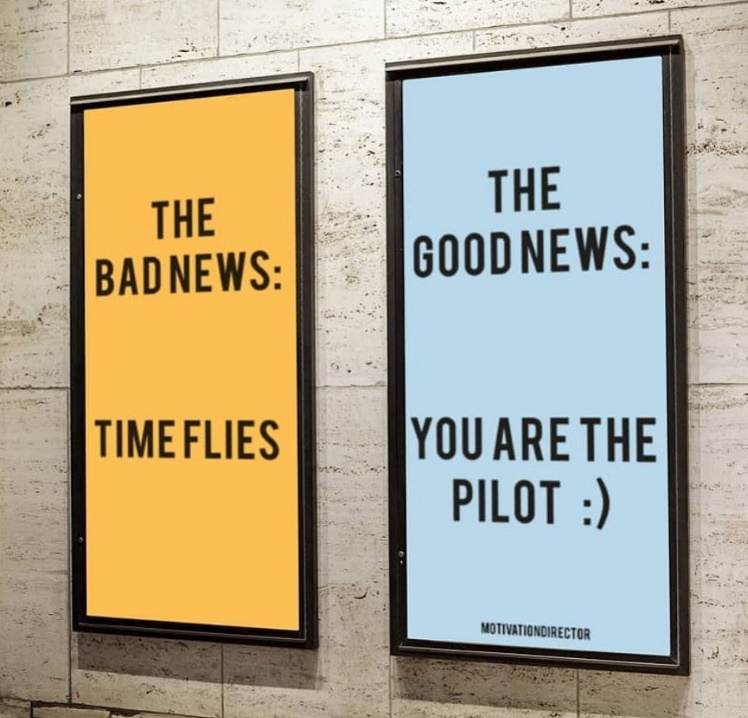 THE
BAD NEWS:
TIME FLIES
THE
GOOD NEWS:
YOU ARE THE
PILOT :)
MOTIVATIONDIRECTOR